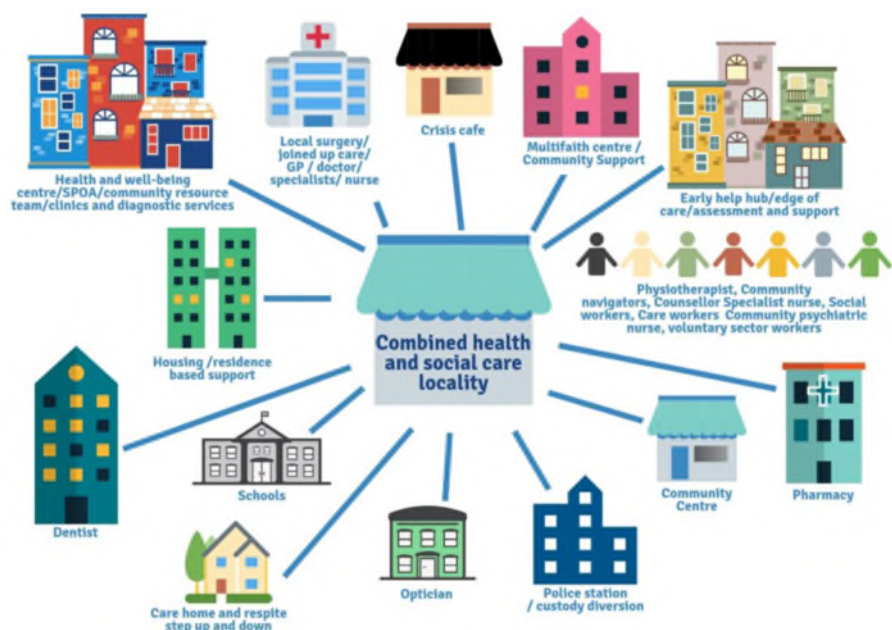 Health and well-being
centre/SPOA/community resource
team/clinics and diagnostic services
Local surgery/
joined up care/
GP / doctor/
specialists/ nurse
Crisis cafe
Multifaith centre /
Community Support
Early help hub/edge of
care/assessment and support
Physiotherapist, Community
navigators, Counsellor Specialist nurse, Social
workers, Care workers Community psychiatric
nurse, voluntary sector workers
Housing /residence
based support
Combined health
and social care
locality
Dentist
Schools
Care home and respite
step up and down
Optician
Police station
/ custody diversion
Community
Centre
Pharmacy